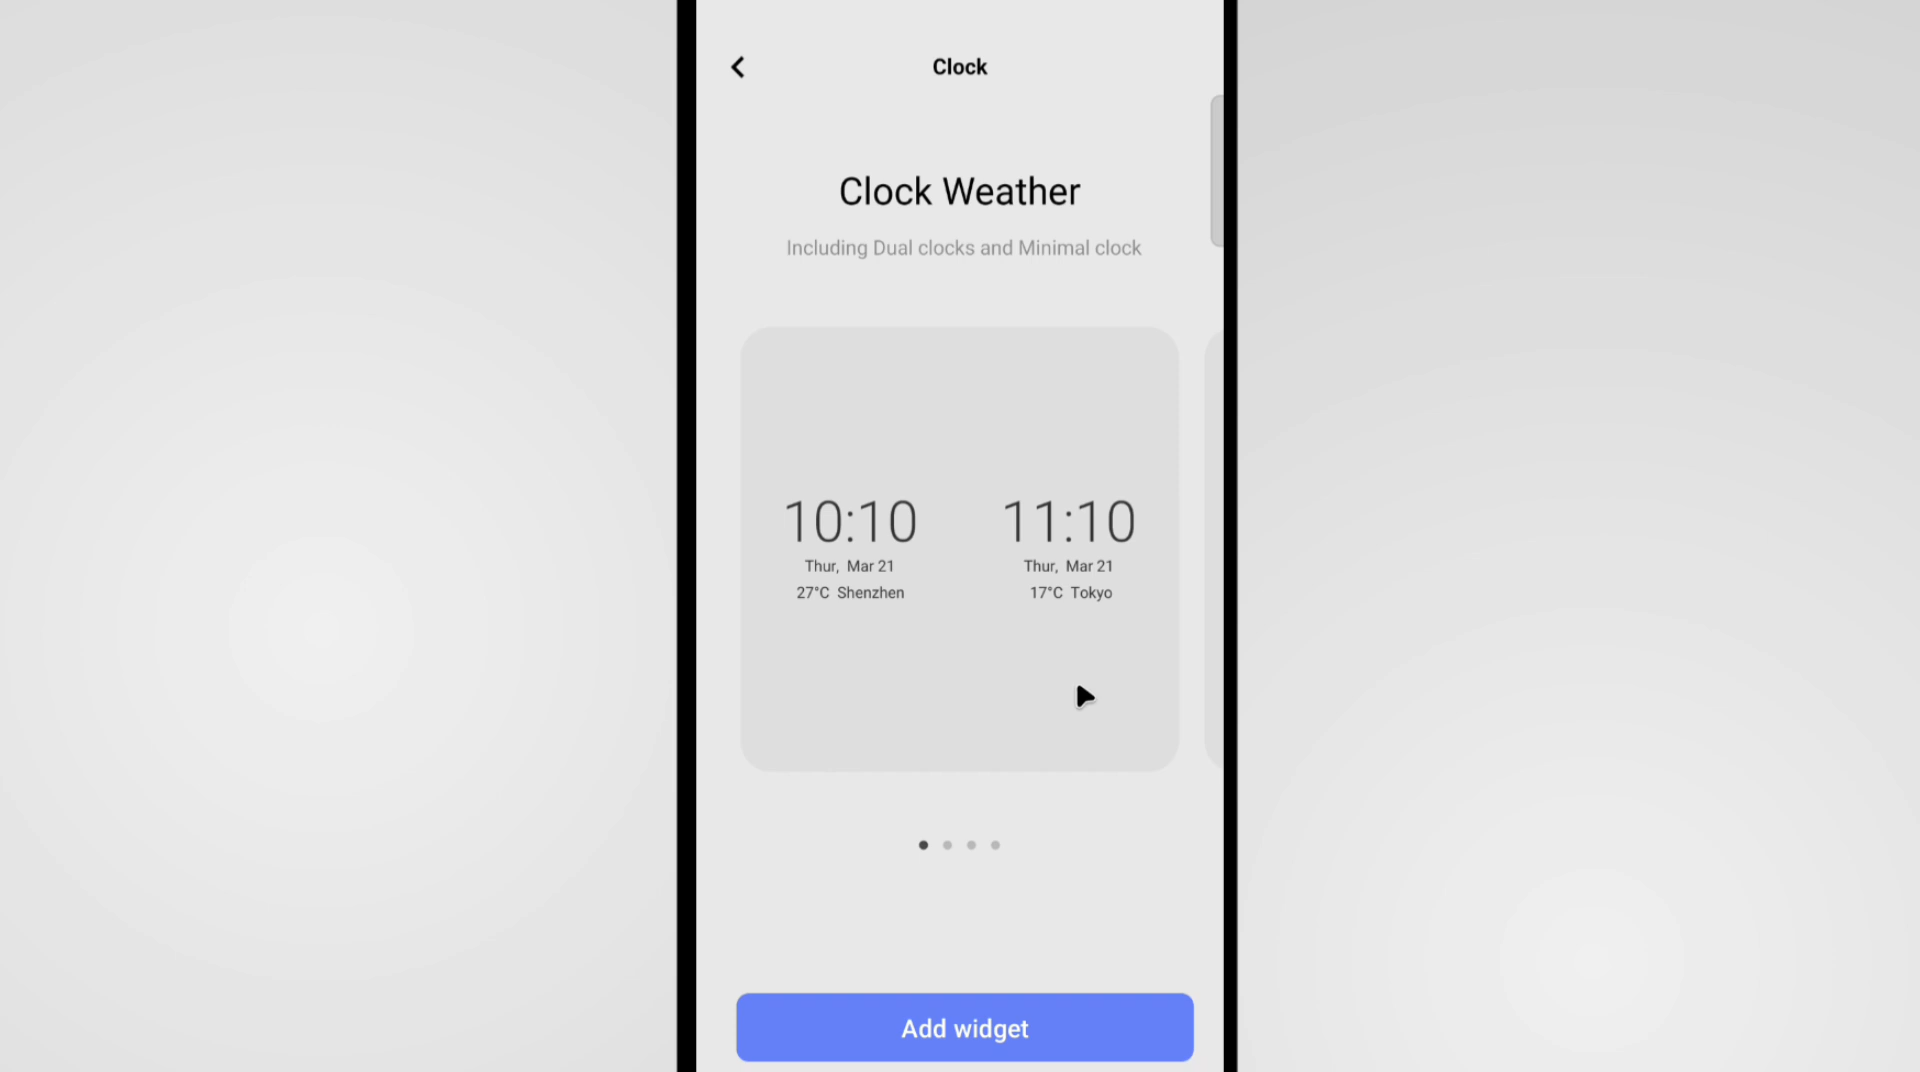 Clock
Clock Weather
Including Dual clocks and Minimal clock
10:10 11:10
Thur, Mar 21 Thur, Mar 21
27°C Shenzhen 17°C Tokyo
Add widget